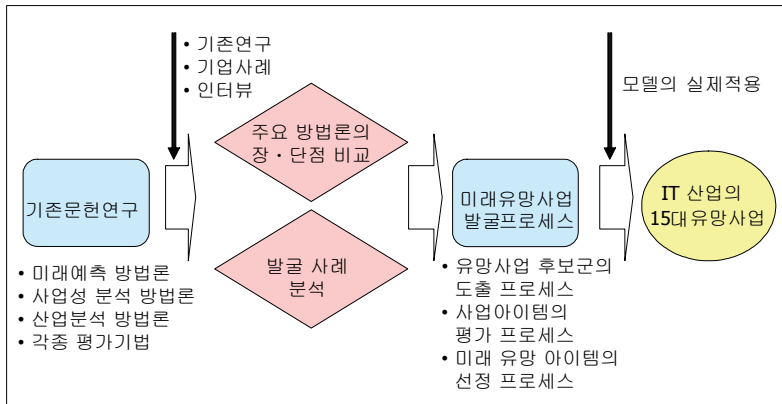 • 기존연구
• 기업사례
• 인터뷰
모델의 실제적용
기존문헌연구
• 미래예측 방법론
• 사업성 분석 방법론
• 산업분석 방법론
• 각종 평가기법
주요 방법론의
장・단점 비교
발굴 사례
분석
미래유망사업
발굴프로세스
• 유망사업 후보군의
도출 프로세스
• 사업아이템의
평가 프로세스
• 미래 유망 아이템의
선정 프로세스
IT 산업의
15대유망사업